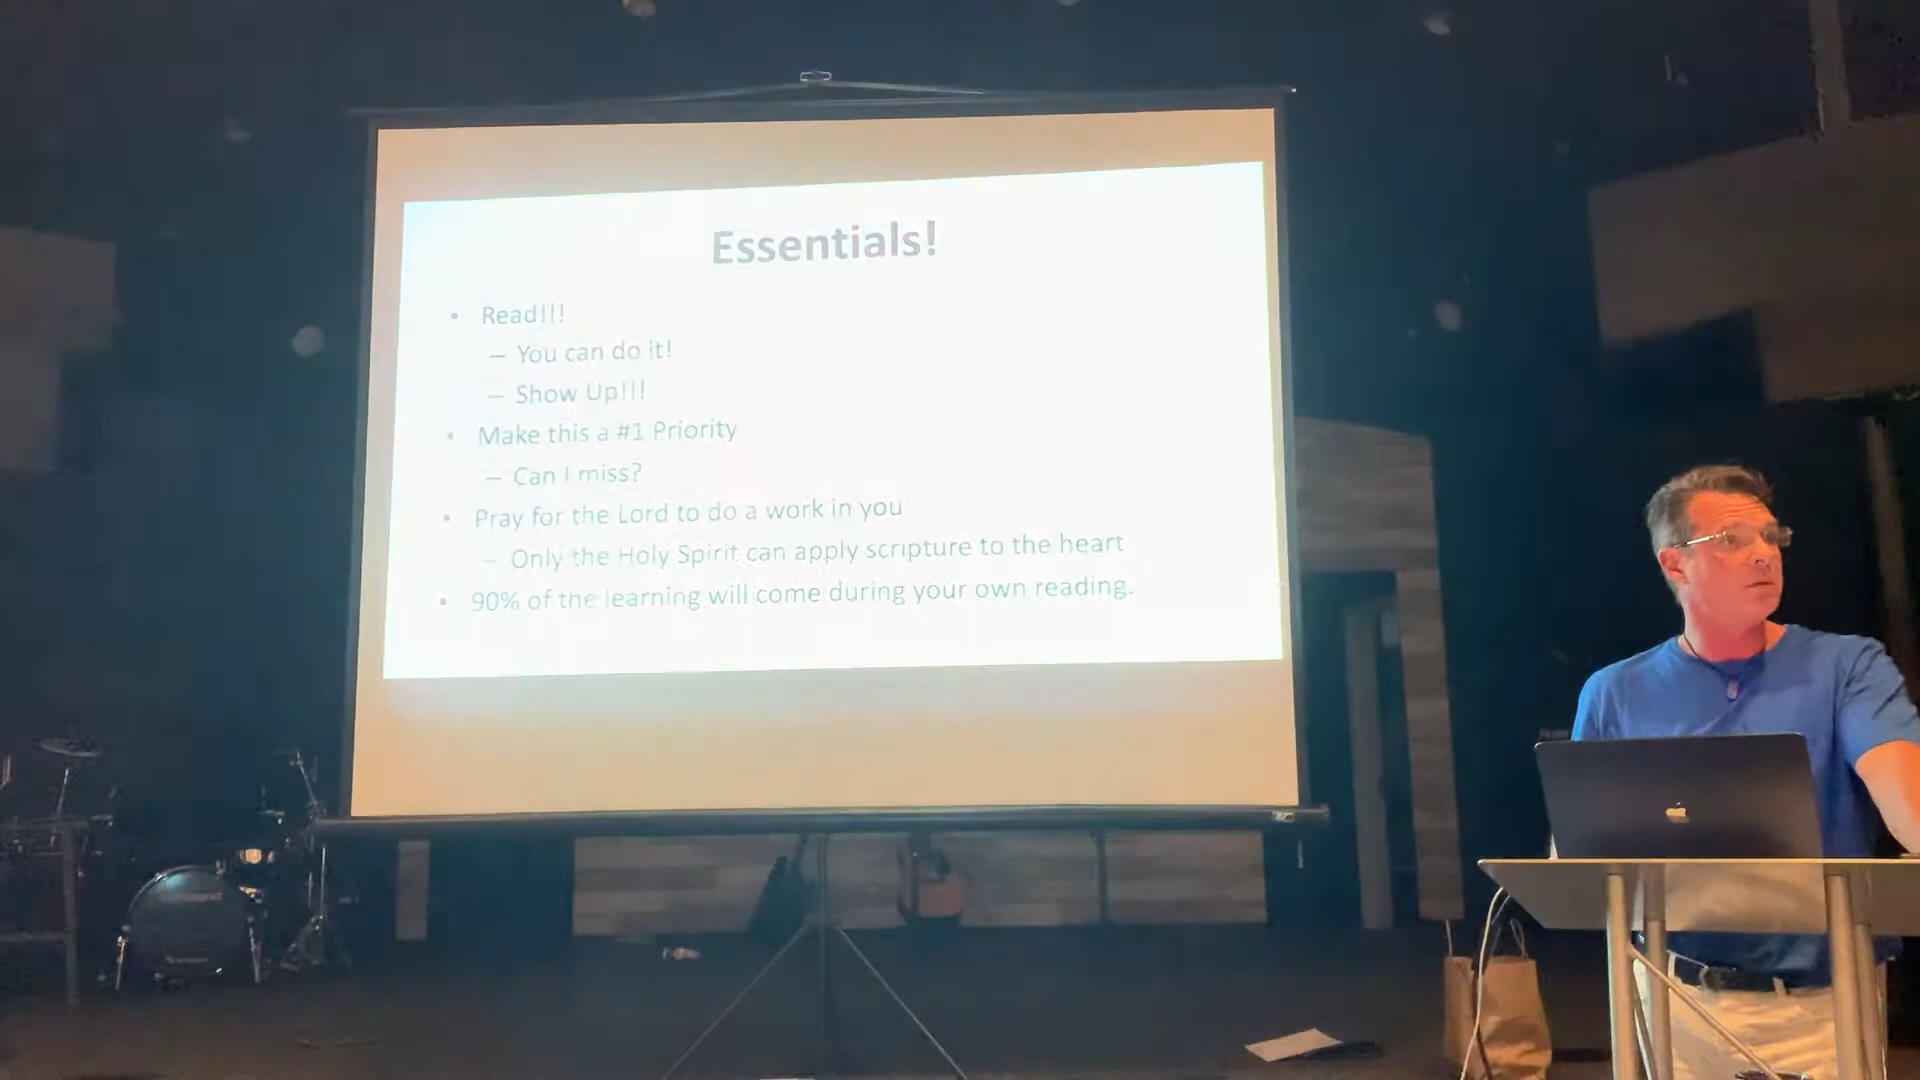 Essentials!
• Read!!!
– You can do it!
– Show Up!!!
• Make this a #1 Priority
– Can I miss?
• Pray for the Lord to do a work in you
– Only the Holy Spirit can apply scripture to the heart
• 90% of the learning will come during your own reading.